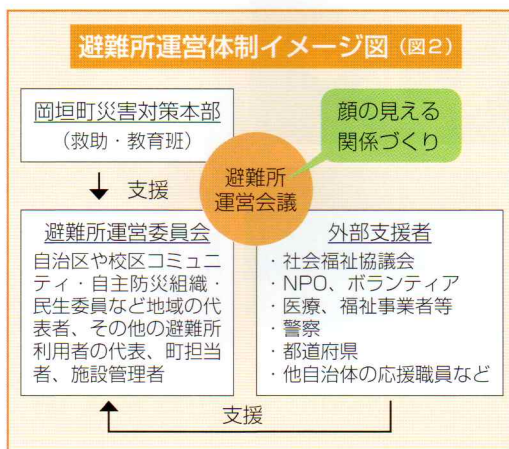 避難所運営体制イメージ図（図２）
岡垣町災害対策本部
（救助・教育班）
顔の見える
関係づくり
避難所
運営会議
支援
避難所運営委員会
自治区や校区コミュニ
ティ・自主防災組織・
民生委員など地域の代
表者、その他の避難所
利用者の代表、町担当
者、施設管理者
外部支援者
・社会福祉協議会
・NPO、ボランティア
・医療、福祉事業者等
・警察
・都道府県
・他自治体の応援職員など
支援